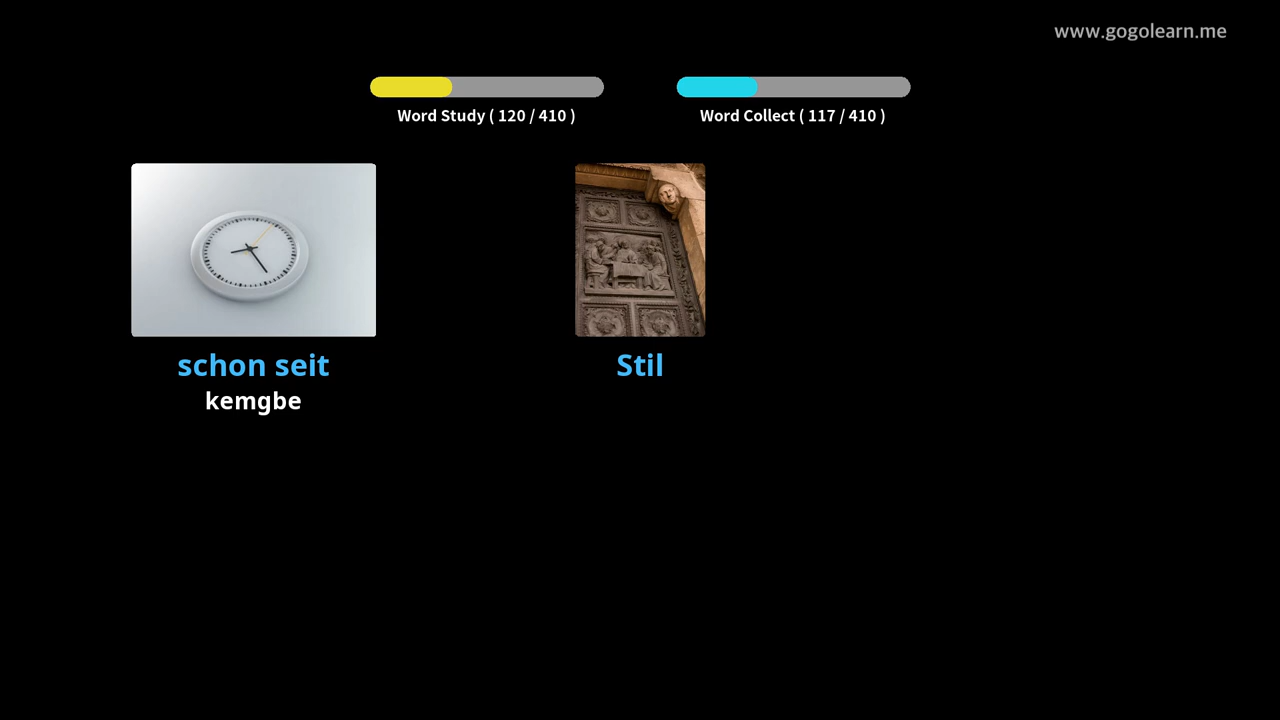 www.gogolearn.me
Word Study ( 120 / 410 )
Word Collect ( 117 / 410 )
schon seit
kemgbe
Stil